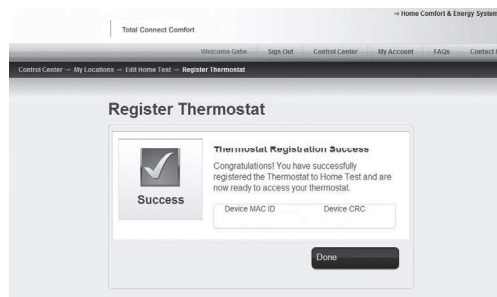 → Home Comfort & Energy System
Total Connect Comfort
Welcome Gabe Sign Out Control Center My Account FAQs Contact
Control Center → My Locations → Edit Home Test → Register Thermostat
Register Thermostat
Thermostat Registration Success
Congratulations! You have successfully
registered the Thermostat to Home Test and are
now ready to access your thermostat.
Success
Device MAC ID Device CRC
Done